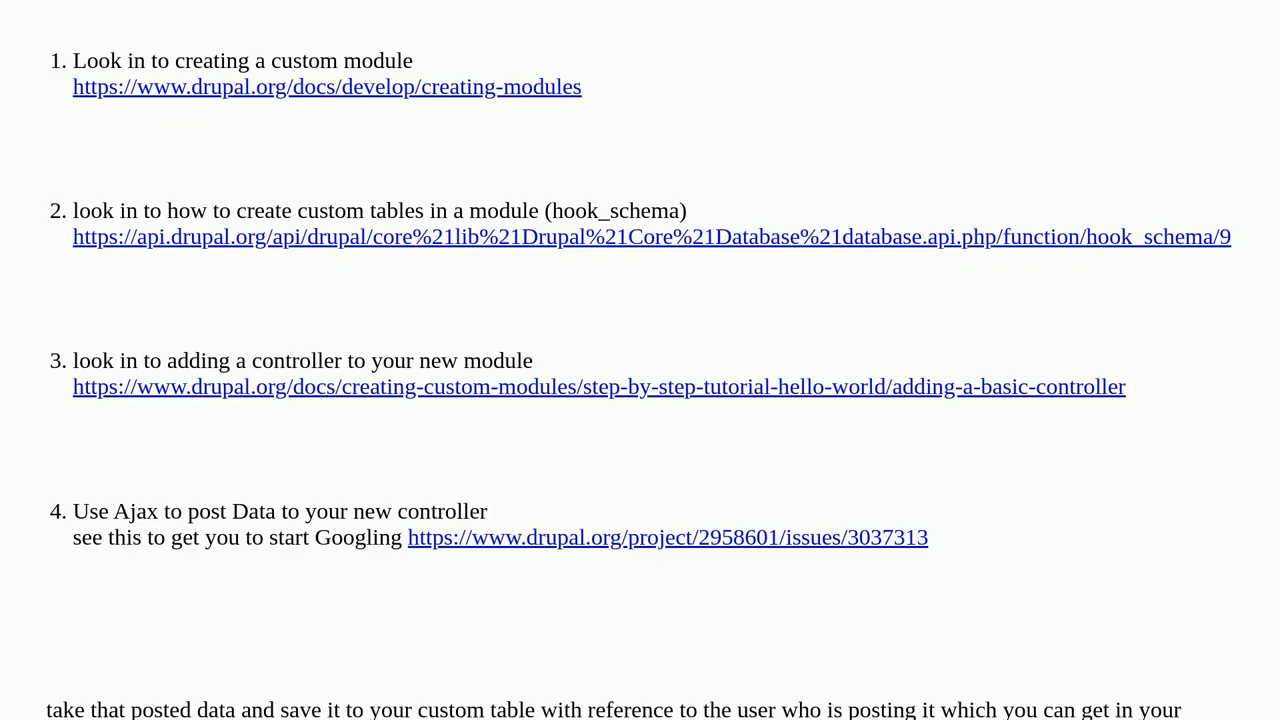 1. Look in to creating a custom module
https://www.drupal.org/docs/develop/creating-modules
2. look in to how to create custom tables in a module (hook_schema)
https://api.drupal.org/api/drupal/core%21lib%21Drupal%21Core%21Database%21database.api.php/function/hook_schema/9
3. look in to adding a controller to your new module
https://www.drupal.org/docs/creating-custom-modules/step-by-step-tutorial-hello-world/adding-a-basic-controller
4. Use Ajax to post Data to your new controller
see this to get you to start Googling https://www.drupal.org/project/2958601/issues/3037313
take that posted data and save it to your custom table with reference to the user who is posting it which you can get in your